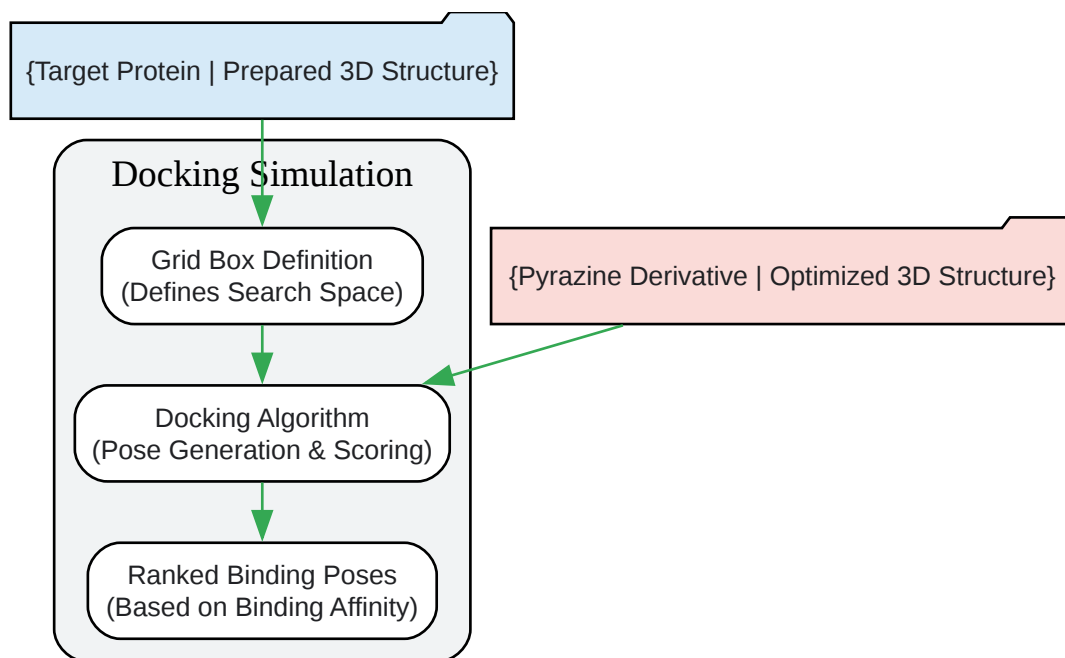 {Target Protein | Prepared 3D Structure}
Docking Simulation
Grid Box Definition
(Defines Search Space)
{Pyrazine Derivative | Optimized 3D Structure}
Docking Algorithm
(Pose Generation & Scoring)
Ranked Binding Poses
(Based on Binding Affinity)